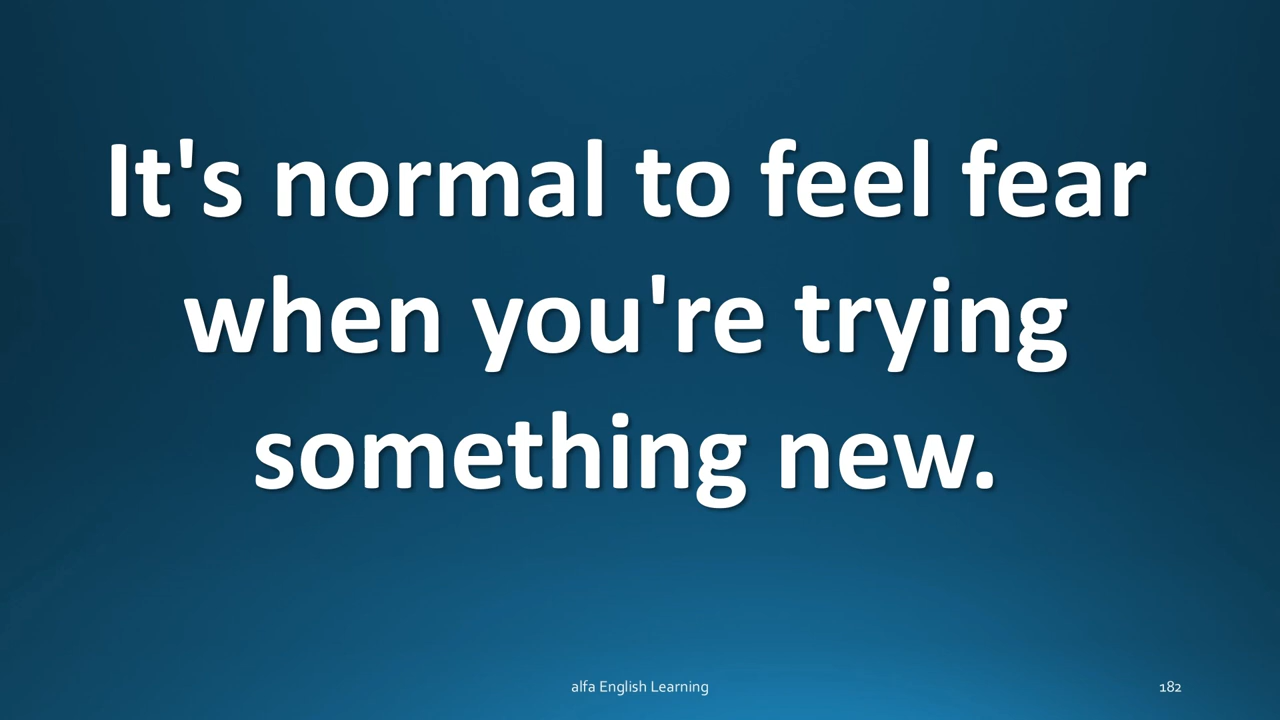 It's normal to feel fear
when you're trying
something new.
alfa English Learning
182